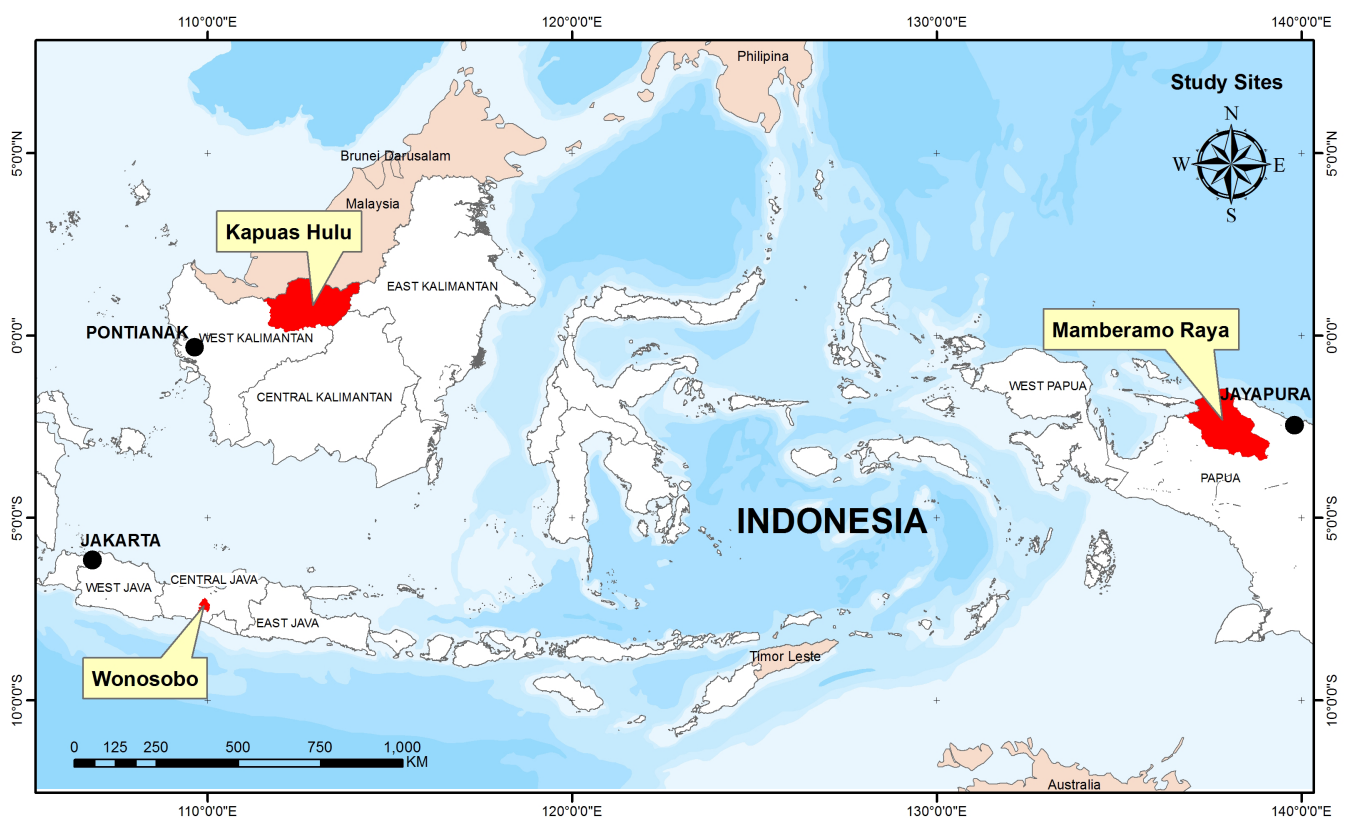 110°0'0"E 120°0'0"E 130°0'0"E 140°0'0"E
Philipina
Study Sites
N
W E
S
5°0'0"N 5°0'0"N
Brunei Darusalam
Malaysia
Kapuas Hulu
EAST KALIMANTAN
PONTIANAK
WEST KALIMANTAN
0°0'0" 0°0'0"
Mamberamo Raya
WEST PAPUA
JAYAPURA
CENTRAL KALIMANTAN
PAPUA
INDONESIA
5°0'0"S 5°0'0"S
JAKARTA
WEST JAVA
CENTRAL JAVA
EAST JAVA
Timor Leste
Wonosobo
10°0'0"S 10°0'0"S
0 125 250 500 750 1,000
KM
Australia
110°0'0"E 120°0'0"E 130°0'0"E 140°0'0"E